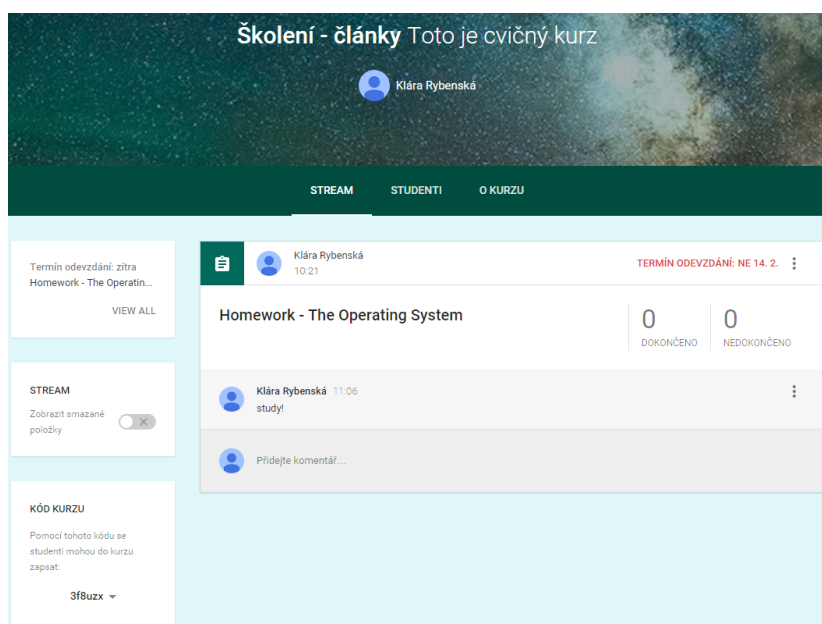 Školení - články Toto je cvičný kurz
Klára Rybenská
STREAM STUDENTI O KURZU
Termín odevzdání: zítra
Homework - The Operatin...
VIEW ALL
STREAM
Zobrazit smazané
položky
KÓD KURZU
Pomocí tohoto kódu se
studenti mohou do kurzu
zapsat:
3f8uzx
Klára Rybenská
10:21
TERMÍN ODEVZDÁNÍ: NE 14. 2.
Homework - The Operating System
0 0
DOKONČENO NEDOKONČENO
Klára Rybenská 11:06
study!
Přidejte komentář...